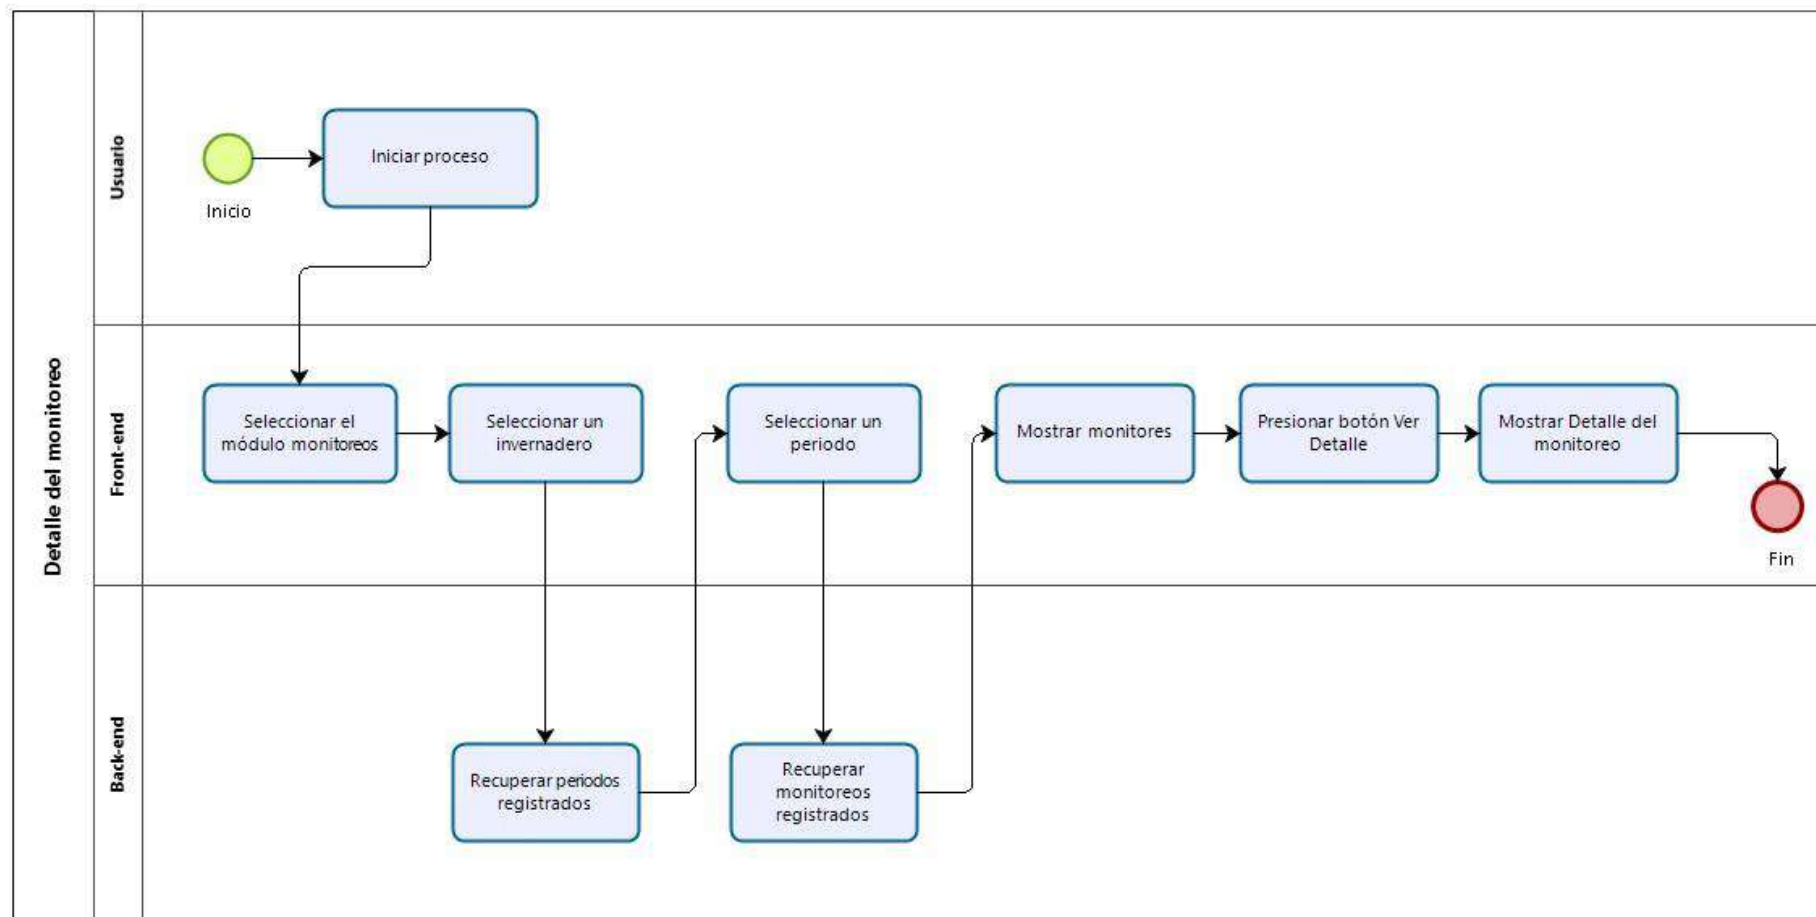 Detalle del monitoreo
Usuario
Inicio
Iniciar proceso
Front-end
Seleccionar el
módulo monitoreos
Seleccionar un
invernadero
Seleccionar un
periodo
Mostrar monitores
Presionar botón Ver
Detalle
Mostrar Detalle del
monitoreo
Fin
Back-end
Recuperar periodos
registrados
Recuperar
monitoreos
registrados